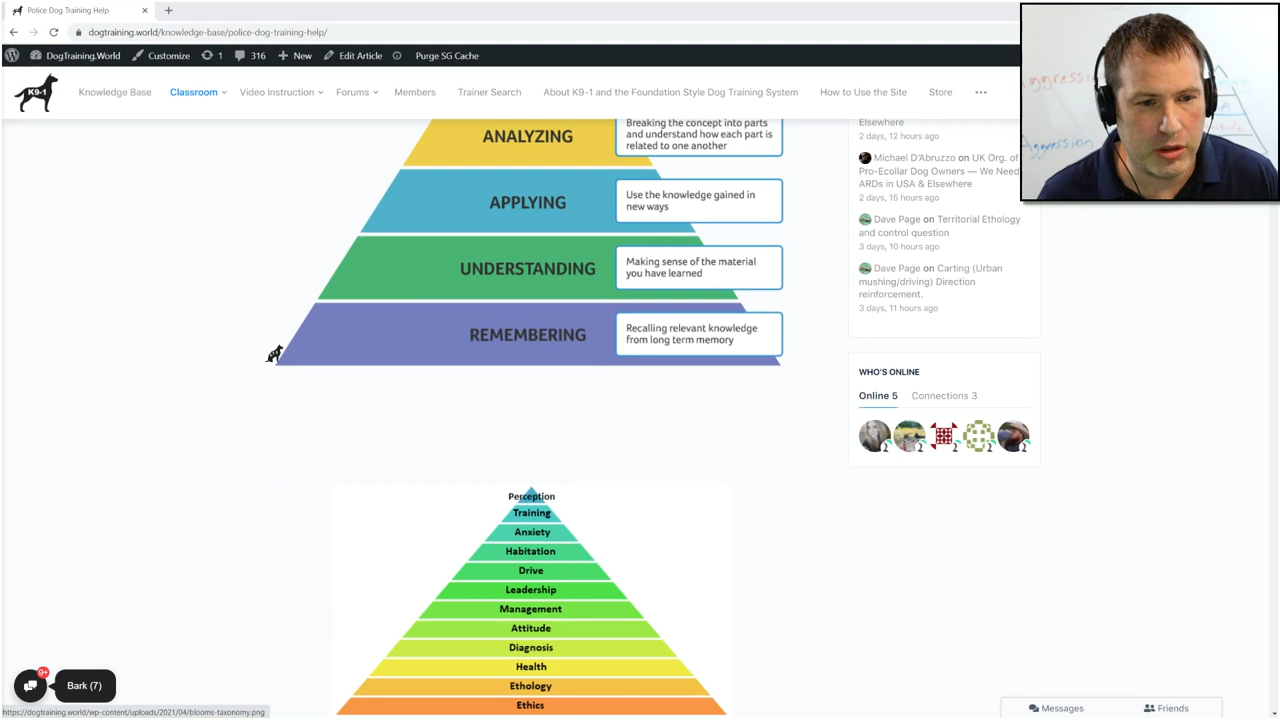 Police Dog Training Help
dogtraining.world/knowledge-base/police-dog-training-help/
DogTraining.World
Customize
1
316
New
Edit Article
Purge SG Cache
K9-1
Knowledge Base
Classroom
Video Instruction
Forums
Members
Trainer Search
About K9-1 and the Foundation Style Dog Training System
How to Use the Site
Store
ANALYZING
Breaking the concept into parts
and understand how each part is
related to one another
APPLYING
Use the knowledge gained in
new ways
UNDERSTANDING
Making sense of the material
you have learned
REMEMBERING
Recalling relevant knowledge
from long term memory
Elsewhere
2 days, 12 hours ago
Michael D'Abruzzo on UK Org. of
Pro-Ecollar Dog Owners — We Need
ARDs in USA & Elsewhere
2 days, 15 hours ago
Dave Page on Territorial Ethology
and control question
3 days, 10 hours ago
Dave Page on Carting (Urban
mushing/driving) Direction
reinforcement.
3 days, 11 hours ago
WHO'S ONLINE
Online 5
Connections 3
Perception
Training
Anxiety
Habitation
Drive
Leadership
Management
Attitude
Diagnosis
Health
Ethology
Ethics
9+
Bark (7)
https://dogtraining.world/wp-content/uploads/2021/04/blooms-taxonomy.png
Messages
Friends
Aggression
Aggression